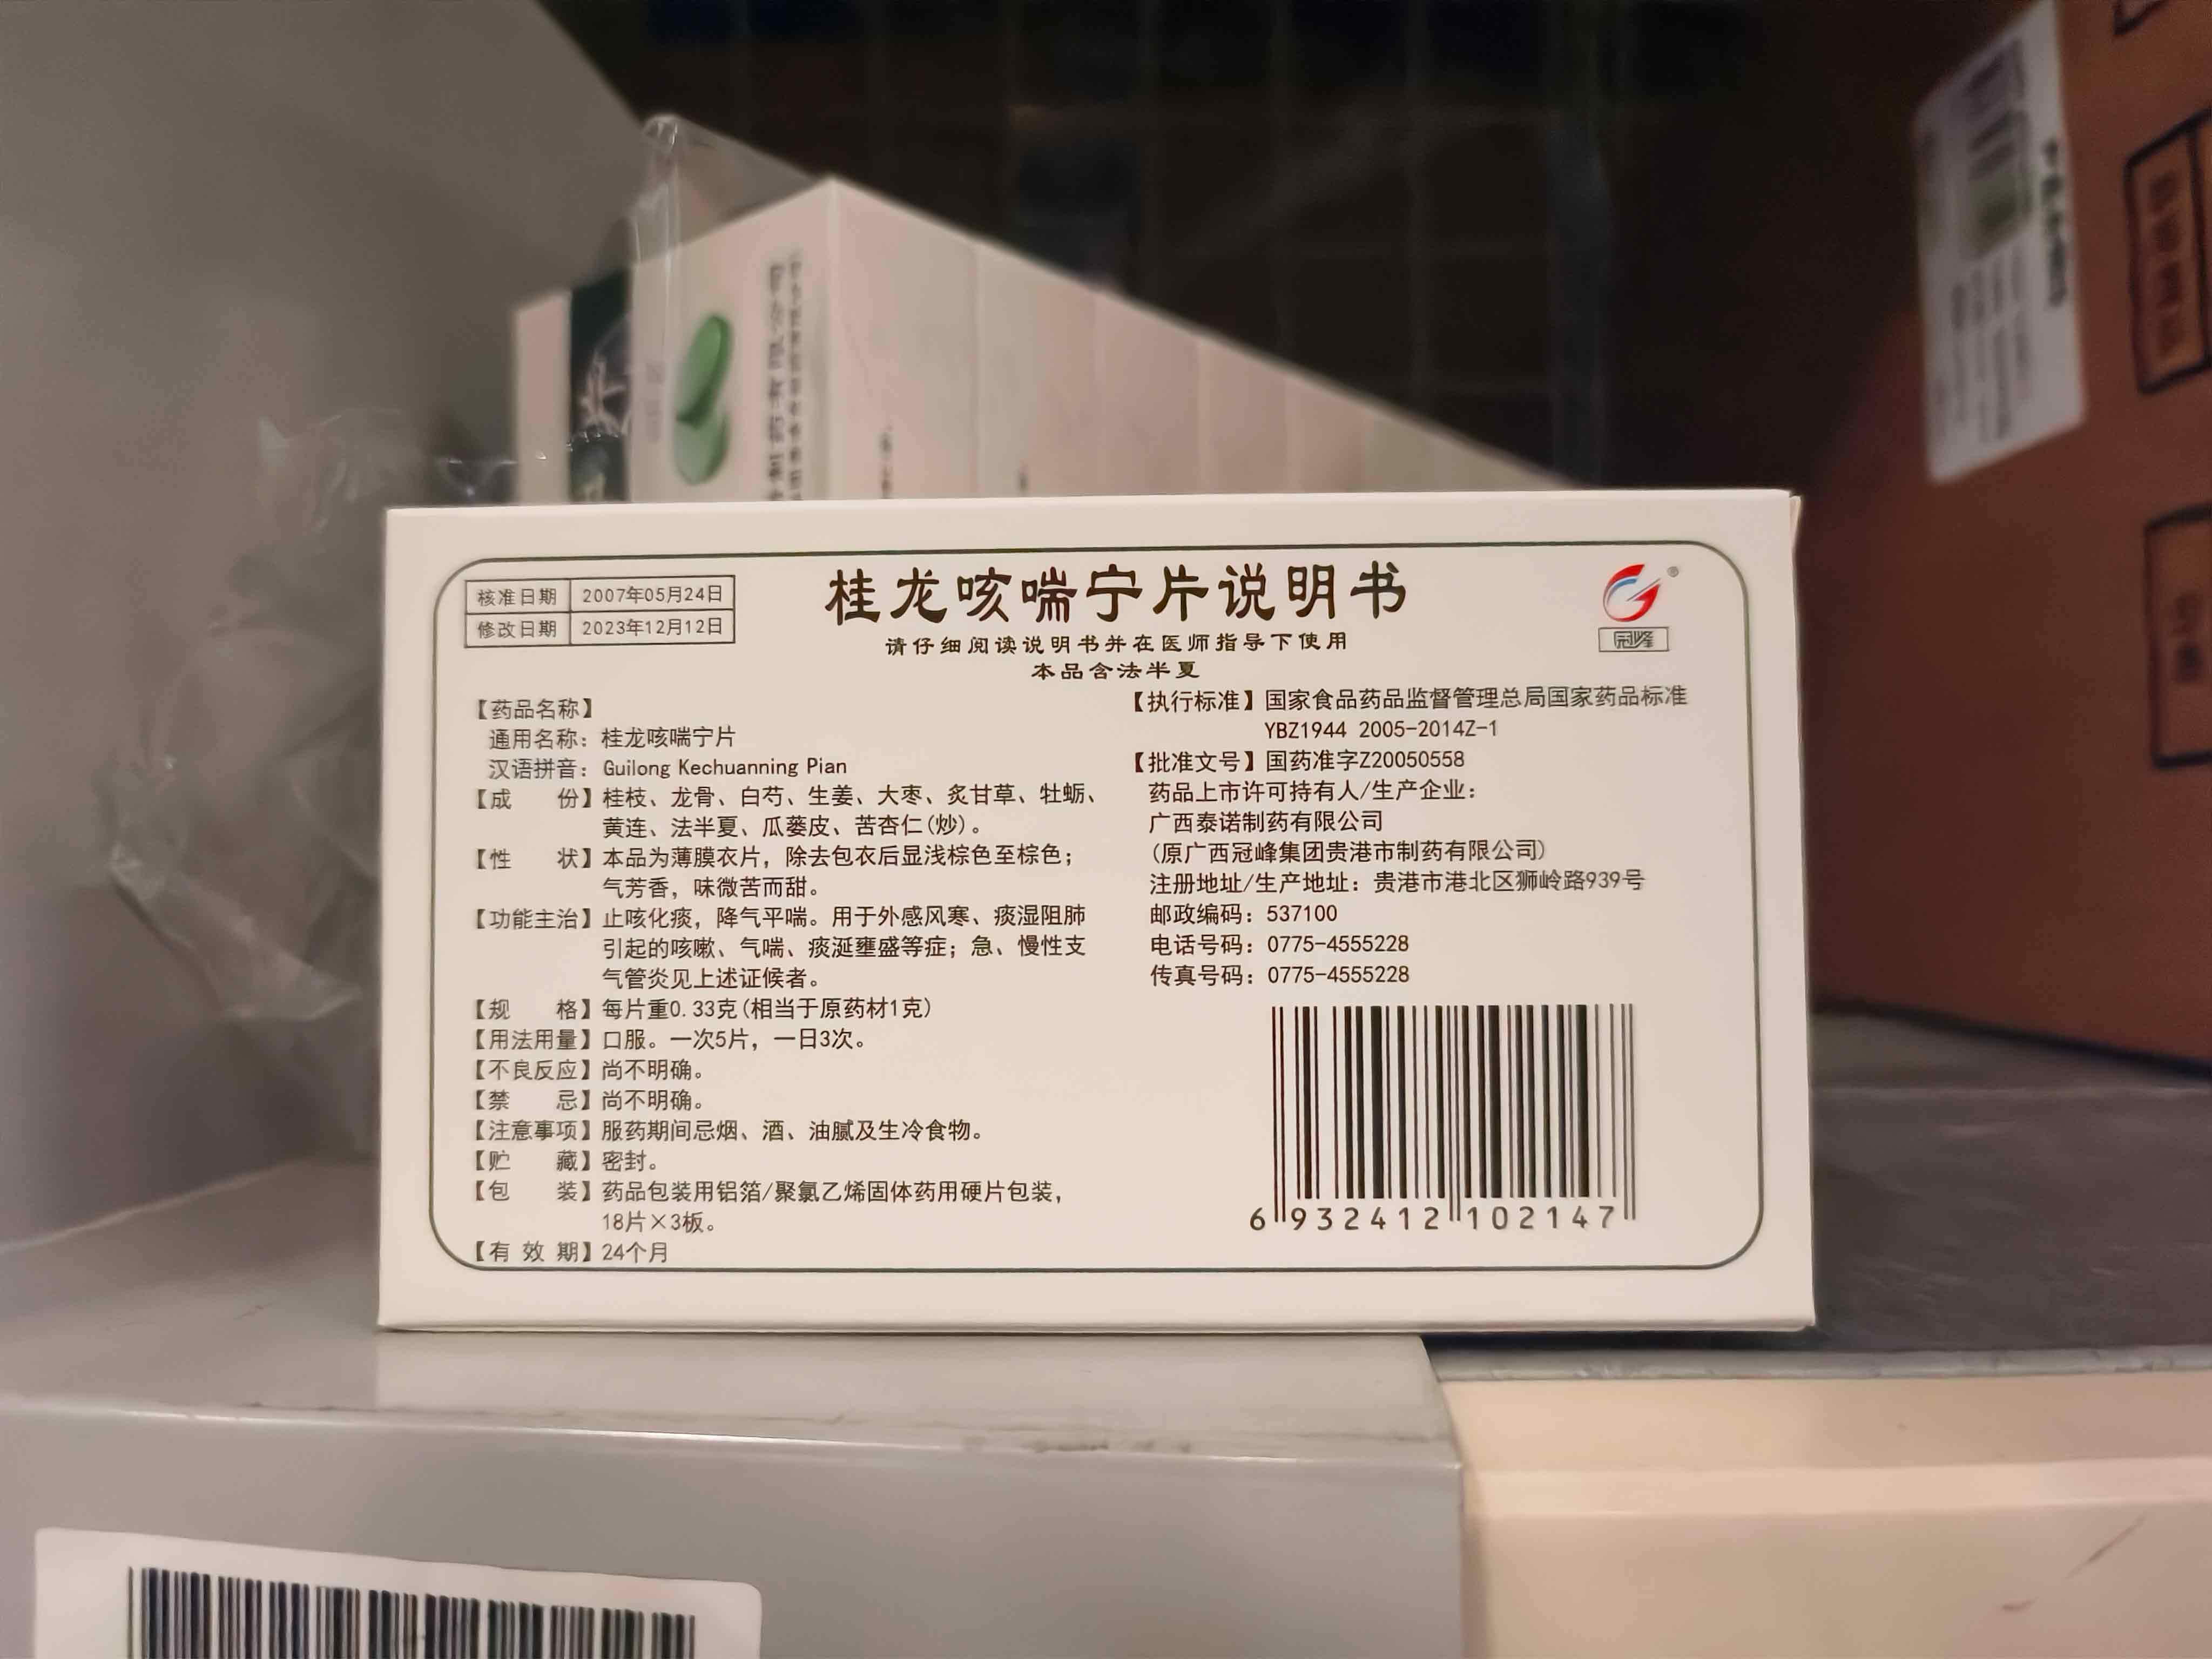 核准日期 2007年05月24日
修改日期 2023年12月12日
桂龙咳喘宁片说明书
请仔细阅读说明书并在医师指导下使用
本品含法半夏
®
冠峰
【药品名称】
通用名称：桂龙咳喘宁片
汉语拼音：Guilong Kechuanning Pian
【成 份】桂枝、龙骨、白芍、生姜、大枣、炙甘草、牡蛎、
黄连、法半夏、瓜蒌皮、苦杏仁(炒)。
【性 状】本品为薄膜衣片，除去包衣后显浅棕色至棕色；
气芳香，味微苦而甜。
【功能主治】止咳化痰，降气平喘。用于外感风寒、痰湿阻肺
引起的咳嗽、气喘、痰涎壅盛等症；急、慢性支
气管炎见上述证候者。
【规 格】每片重0.33克(相当于原药材1克)
【用法用量】口服。一次5片，一日3次。
【不良反应】尚不明确。
【禁 忌】尚不明确。
【注意事项】服药期间忌烟、酒、油腻及生冷食物。
【贮 藏】密封。
【包 装】药品包装用铝箔/聚氯乙烯固体药用硬片包装，
18片×3板。
【有 效 期】24个月
【执行标准】国家食品药品监督管理总局国家药品标准
YBZ1944 2005-2014Z-1
【批准文号】国药准字Z20050558
药品上市许可持有人/生产企业：
广西泰诺制药有限公司
(原广西冠峰集团贵港市制药有限公司)
注册地址/生产地址：贵港市港北区狮岭路939号
邮政编码：537100
电话号码：0775-4555228
传真号码：0775-4555228
6 932412 102147